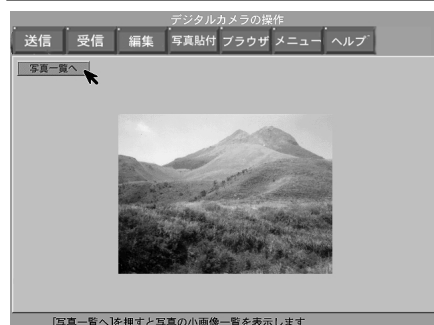 デジタルカメラの操作
送信 受信 編集 写真貼付 ブラウザ メニュー ヘルプ
写真一覧へ
[写真一覧へ]を押すと写真の小画像一覧を表示します